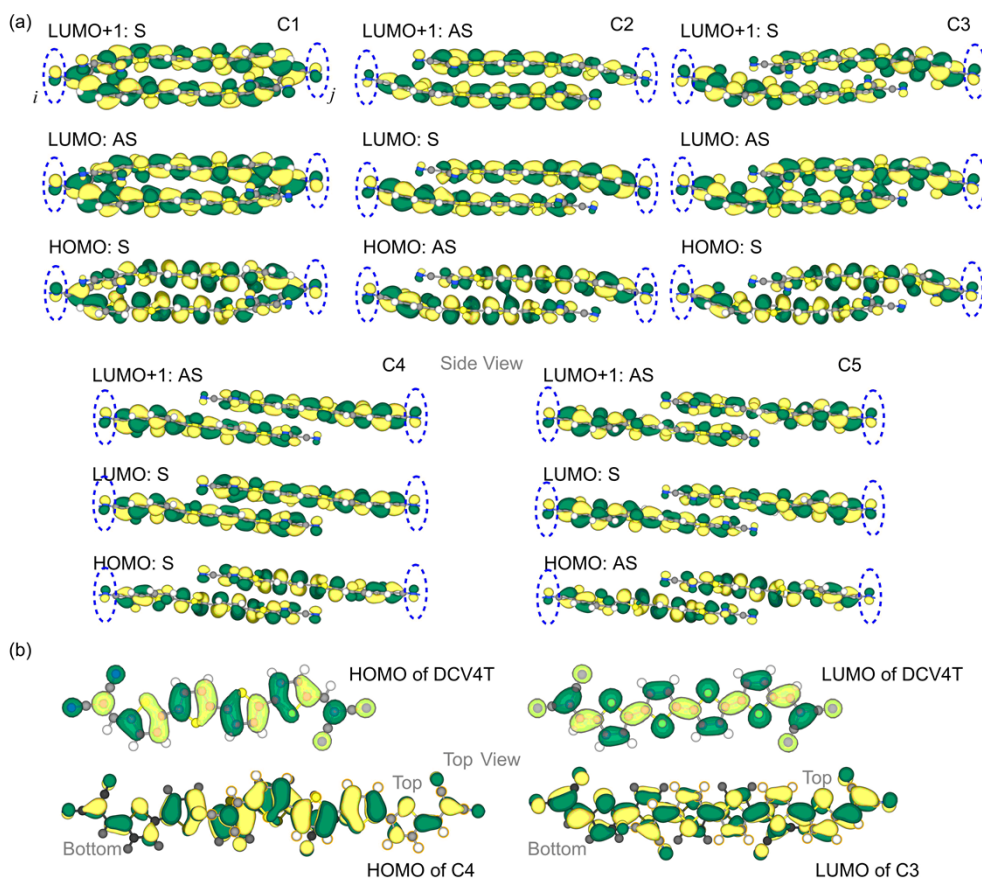 (a)
LUMO+1: S C1 LUMO+1: AS C2 LUMO+1: S C3
i j
LUMO: AS LUMO: S LUMO: AS
HOMO: S HOMO: AS HOMO: S
Side View
C4 C5
LUMO+1: AS LUMO+1: AS
LUMO: S LUMO: S
HOMO: S HOMO: AS
(b)
HOMO of DCV4T LUMO of DCV4T
Top View
Top Top
Bottom Bottom
HOMO of C4 LUMO of C3